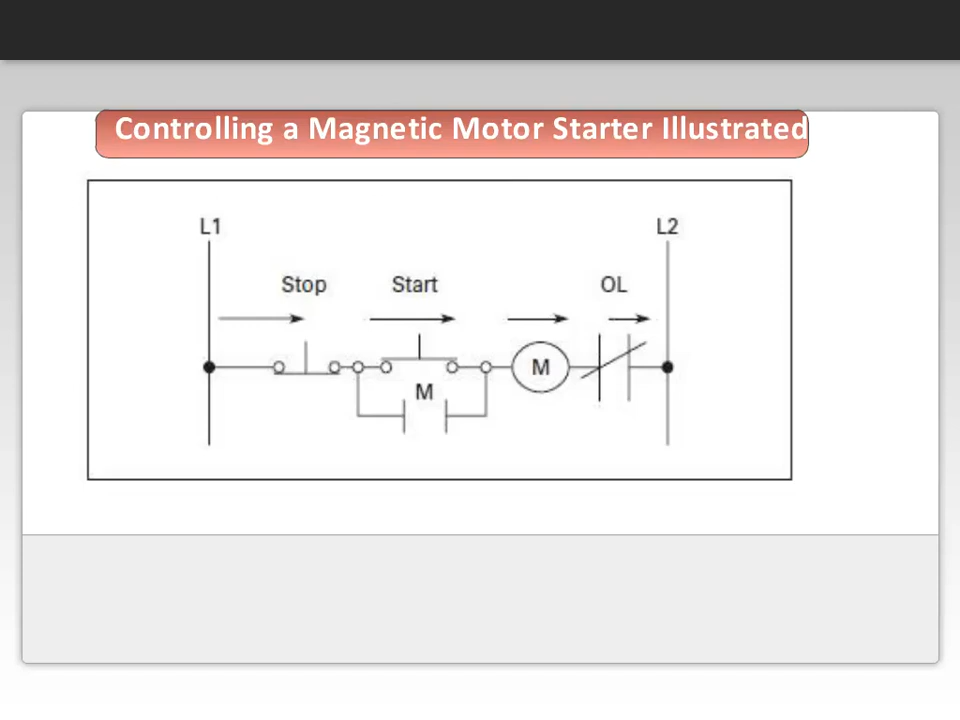 Controlling a Magnetic Motor Starter Illustrated
L1
L2
Stop
Start
OL
M
M